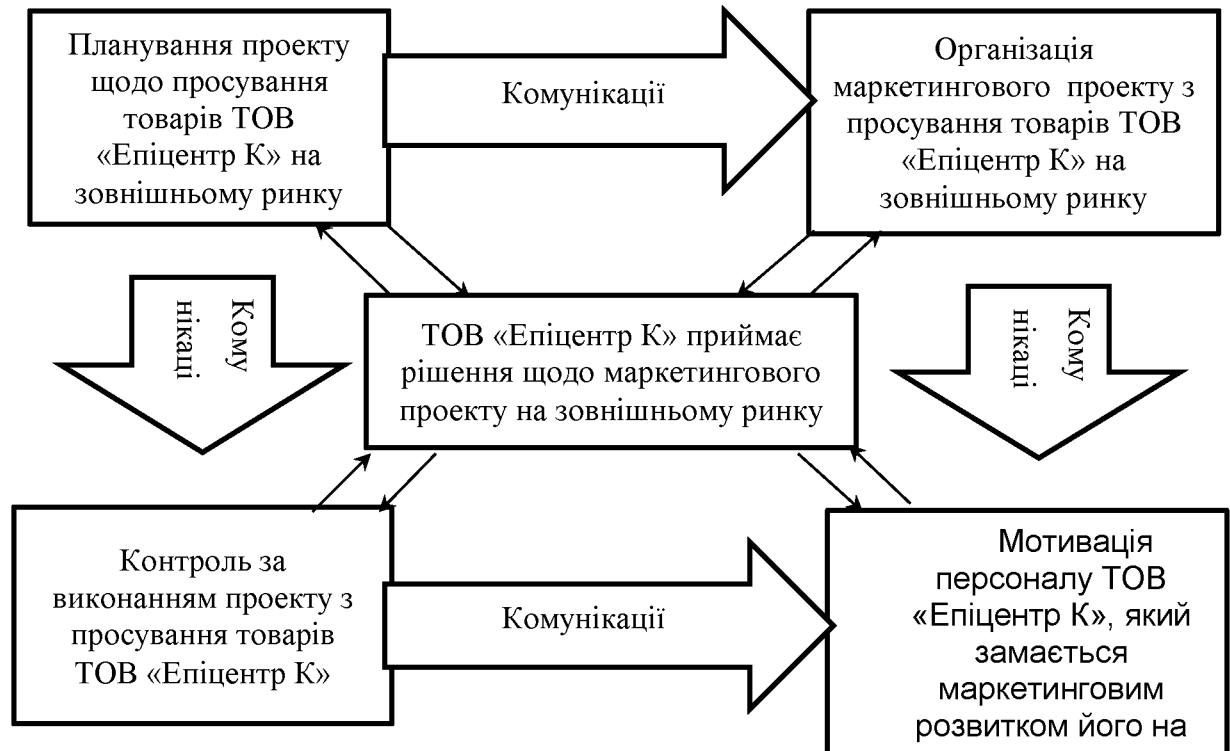 Планування проекту
щодо просування
товарів ТОВ
«Епіцентр К» на
зовнішньому ринку
Комунікації
Організація
маркетингового проекту з
просування товарів ТОВ
«Епіцентр К» на
зовнішньому ринку
Кому
нікаці
ТОВ «Епіцентр К» приймає
рішення щодо маркетингового
проекту на зовнішньому ринку
Кому
нікаці
Контроль за
виконанням проекту з
просування товарів
ТОВ «Епіцентр К»
Комунікації
Мотивація
персоналу ТОВ
«Епіцентр К», який
замається
маркетинговим
розвитком його на